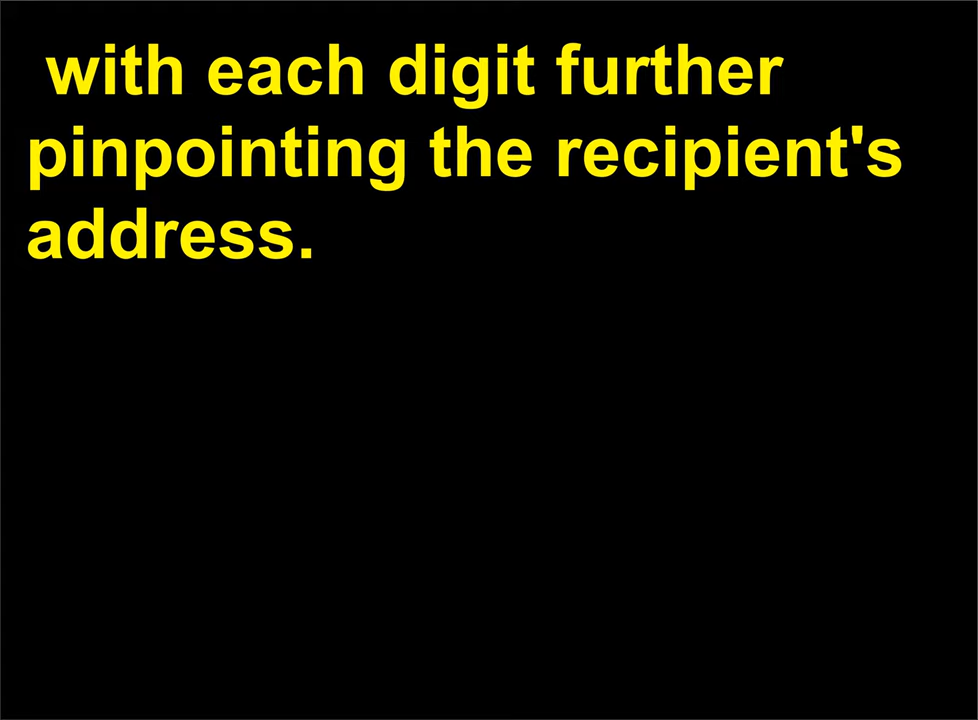 with each digit further
pinpointing the recipient's
address.